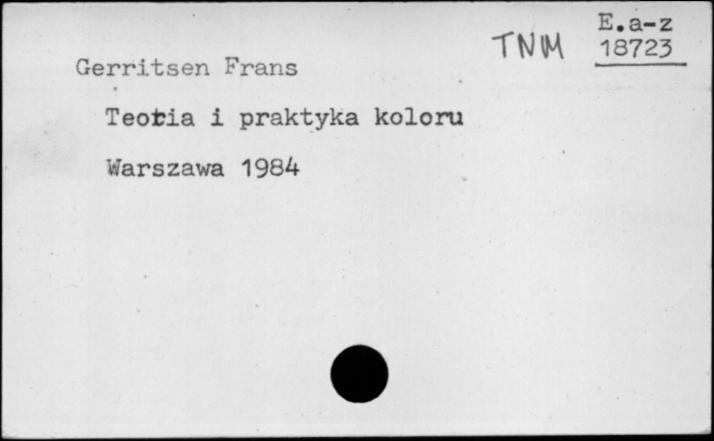 E.a-z
TNM 18723
Gerritsen Frans
Teoria i praktyka koloru
Warszawa 1984